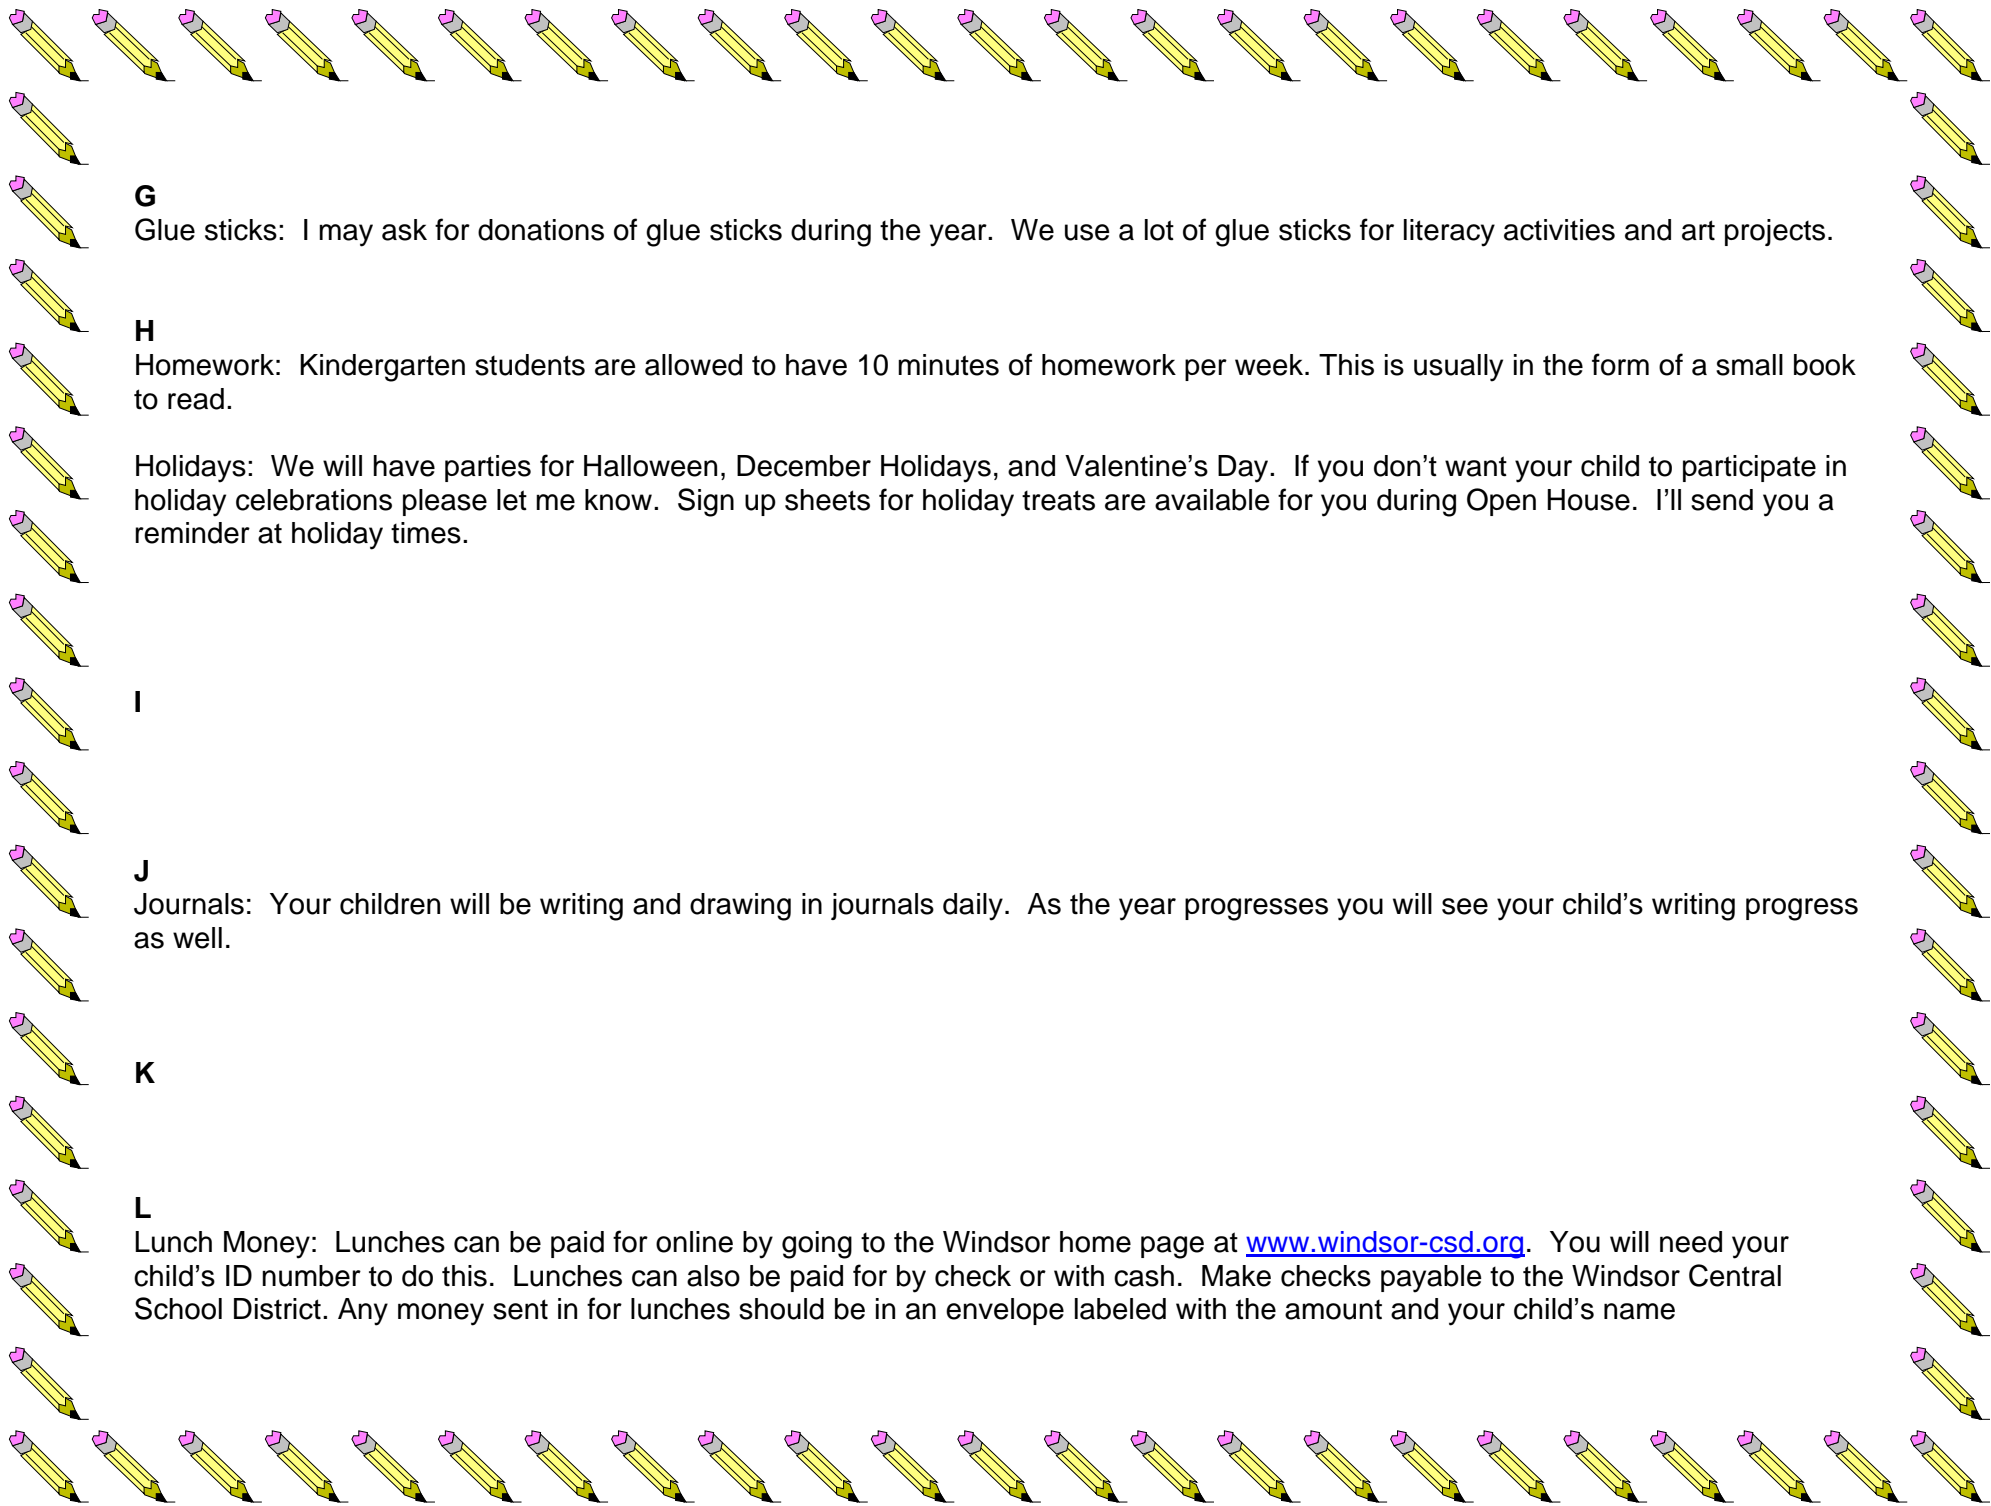 G
Glue sticks:  I may ask for donations of glue sticks during the year.  We use a lot of glue sticks for literacy activities and art projects.
H
Homework:  Kindergarten students are allowed to have 10 minutes of homework per week. This is usually in the form of a small book
to read.
Holidays:  We will have parties for Halloween, December Holidays, and Valentine’s Day.  If you don’t want your child to participate in
holiday celebrations please let me know.  Sign up sheets for holiday treats are available for you during Open House.  I’ll send you a
reminder at holiday times.
I
J
Journals:  Your children will be writing and drawing in journals daily.  As the year progresses you will see your child’s writing progress
as well.
K
L
Lunch Money:  Lunches can be paid for online by going to the Windsor home page at www.windsor-csd.org.  You will need your
child’s ID number to do this.  Lunches can also be paid for by check or with cash.  Make checks payable to the Windsor Central
School District. Any money sent in for lunches should be in an envelope labeled with the amount and your child’s name